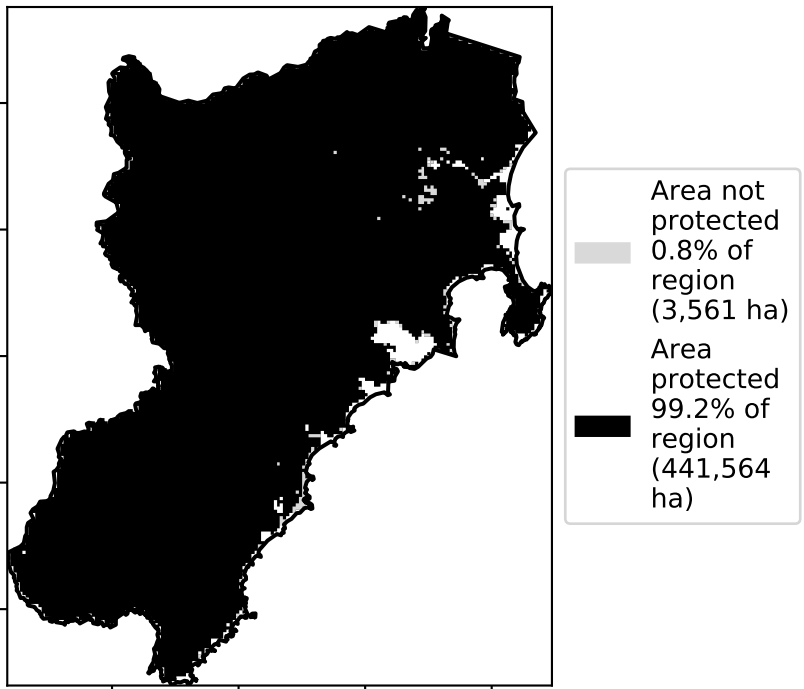 Area not
protected
0.8% of
region
(3,561 ha)
Area
protected
99.2% of
region
(441,564
ha)